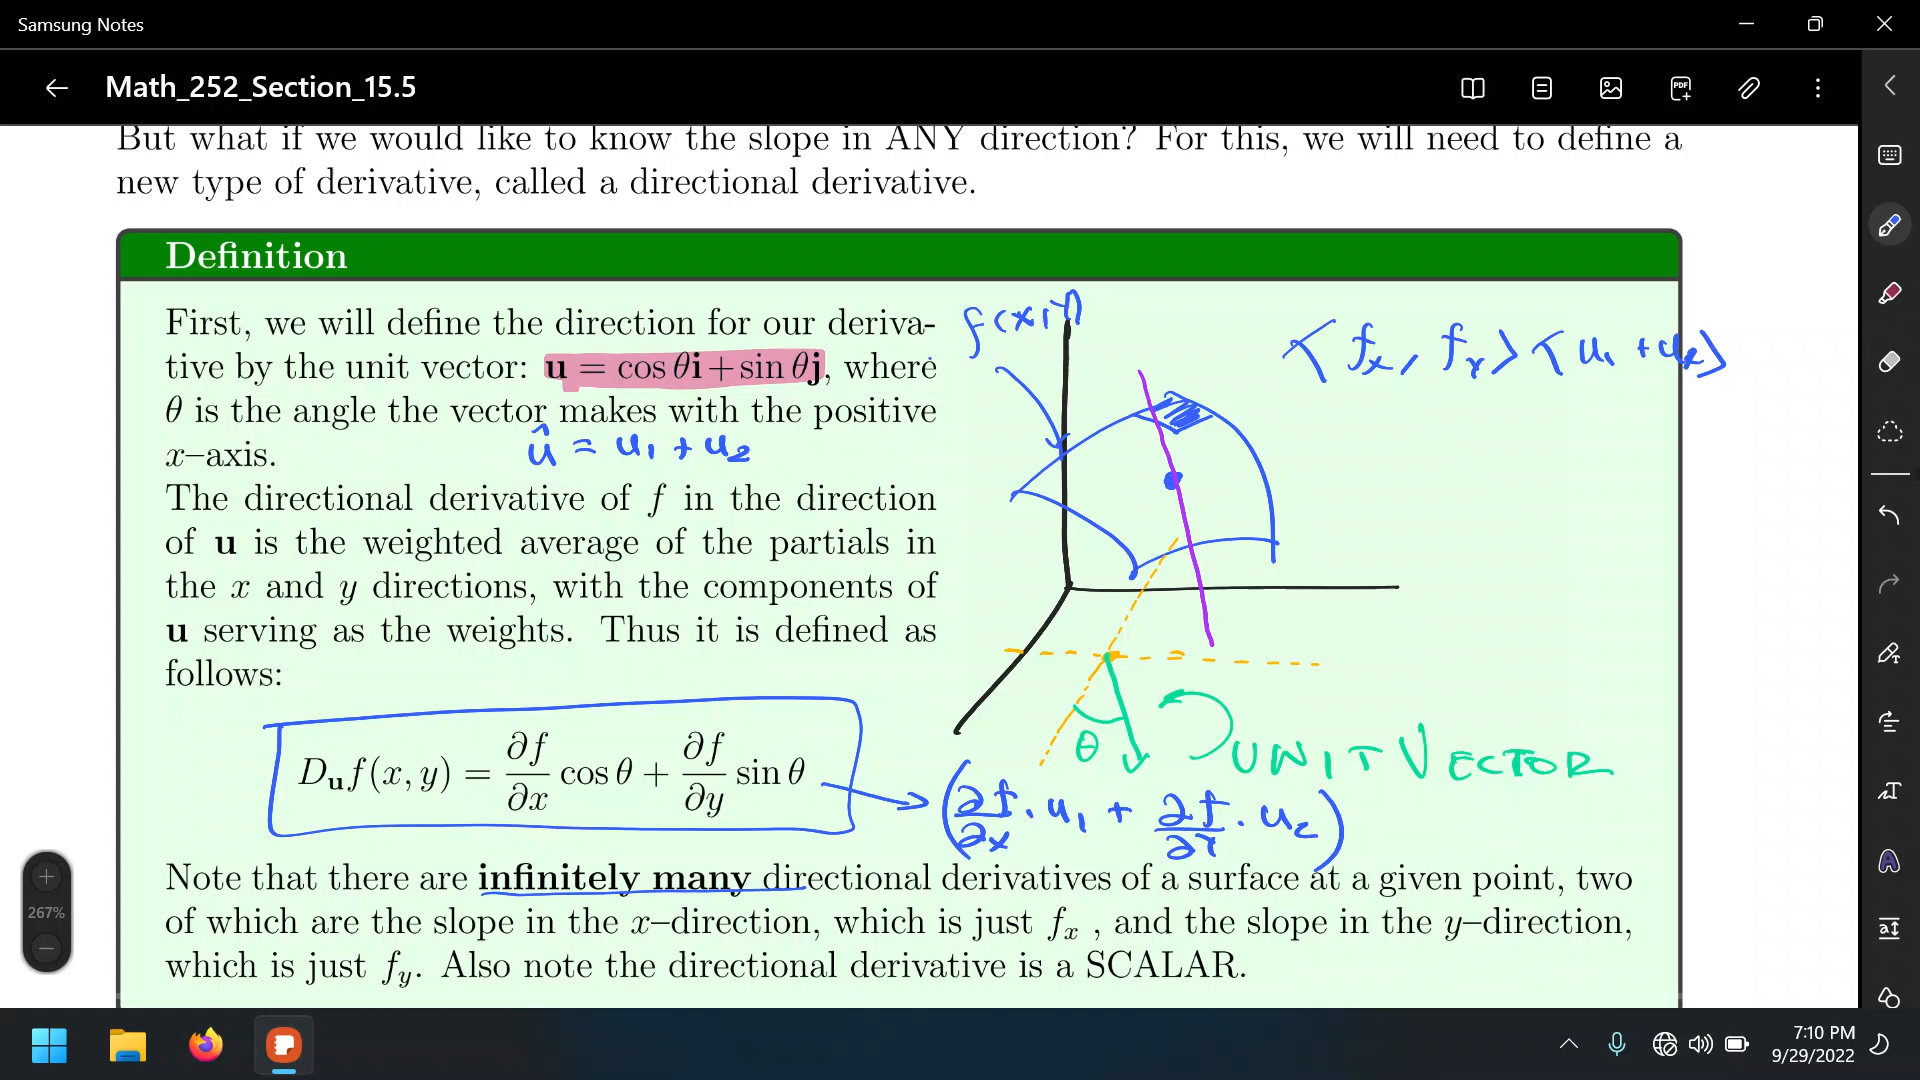 Samsung Notes
Math_252_Section_15.5
But what if we would like to know the slope in ANY direction? For this, we will need to define a
new type of derivative, called a directional derivative.
Definition
First, we will define the direction for our deriva-
tive by the unit vector: u = cos θi + sin θj, where
θ is the angle the vector makes with the positive
x–axis.
û = u₁ + u₂
The directional derivative of f in the direction
of u is the weighted average of the partials in
the x and y directions, with the components of
u serving as the weights. Thus it is defined as
follows:
D_u f(x, y) = ∂f/∂x cos θ + ∂f/∂y sin θ
f(x,y)
< fx, fy > < u₁ + u₂ >
θ
UNIT VECTOR
(∂f/∂x · u₁ + ∂f/∂y · u₂)
Note that there are infinitely many directional derivatives of a surface at a given point, two
of which are the slope in the x–direction, which is just fx , and the slope in the y–direction,
which is just fy. Also note the directional derivative is a SCALAR.
267%
7:10 PM
9/29/2022